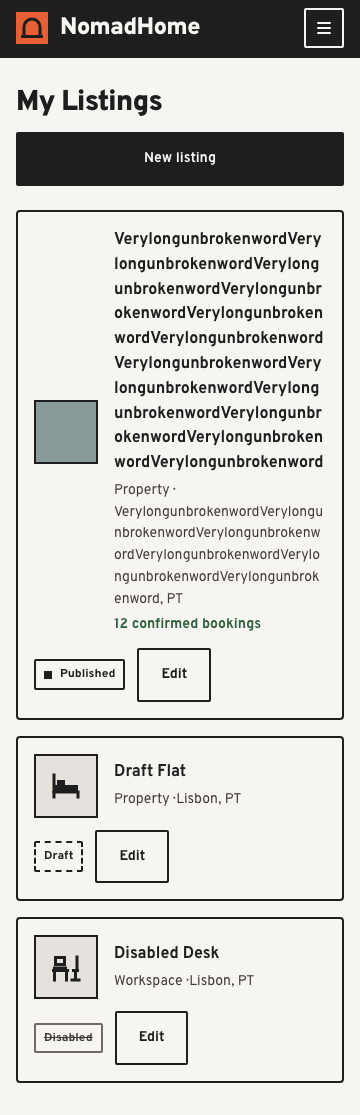 NomadHome
My Listings
New listing
VerylongunbrokenwordVery
longunbrokenwordVerylong
unbrokenwordVerylongunbr
okenwordVerylongunbroken
wordVerylongunbrokenword
VerylongunbrokenwordVery
longunbrokenwordVerylong
unbrokenwordVerylongunbr
okenwordVerylongunbroken
wordVerylongunbrokenword
Property ·
VerylongunbrokenwordVerylongu
nbrokenwordVerylongunbrokenw
ordVerylongunbrokenwordVerylo
ngunbrokenwordVerylongunbrok
enword, PT
12 confirmed bookings
Published
Edit
Draft Flat
Property ·Lisbon, PT
Draft
Edit
Disabled Desk
Workspace ·Lisbon, PT
Disabled
Edit